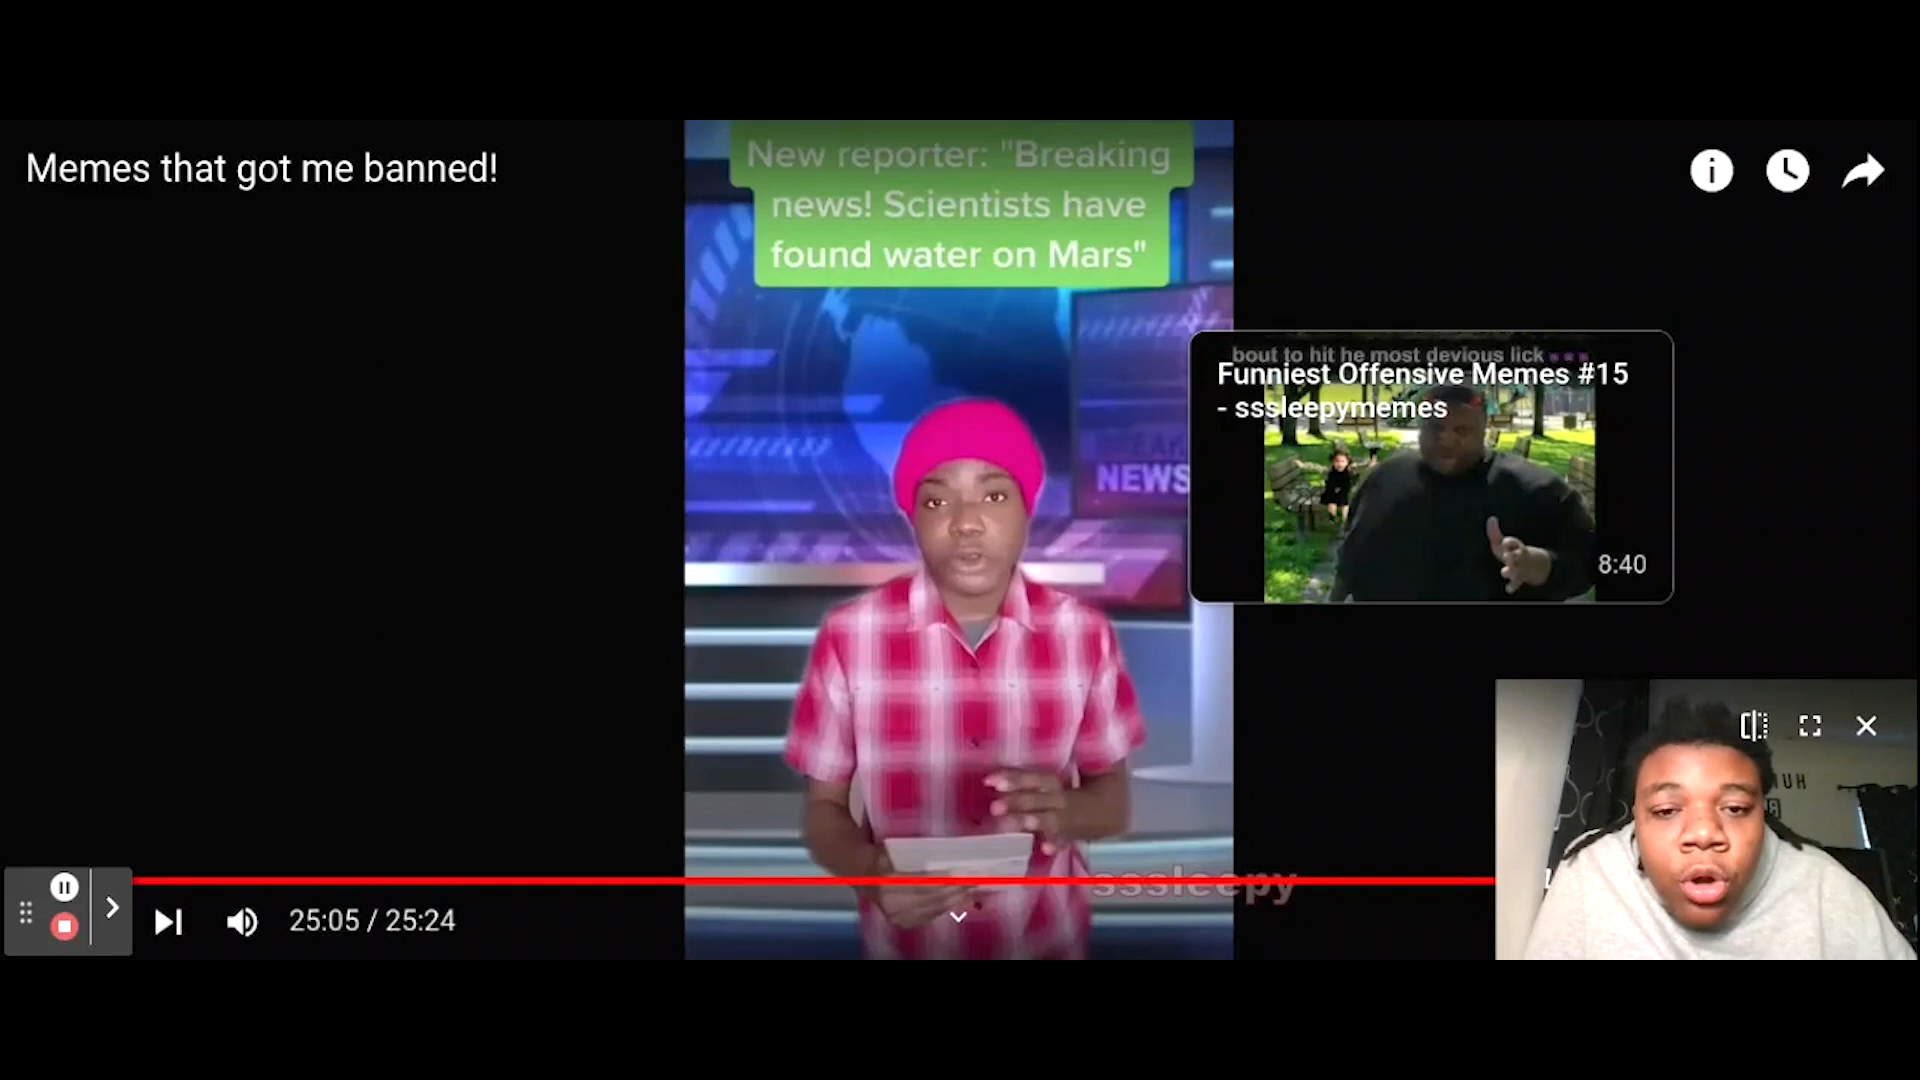 Memes that got me banned!
New reporter: "Breaking
news! Scientists have
found water on Mars"
bout to hit he most devious lick
Funniest Offensive Memes #15
- sssleepymemes
NEWS
8:40
sssleepy
25:05 / 25:24